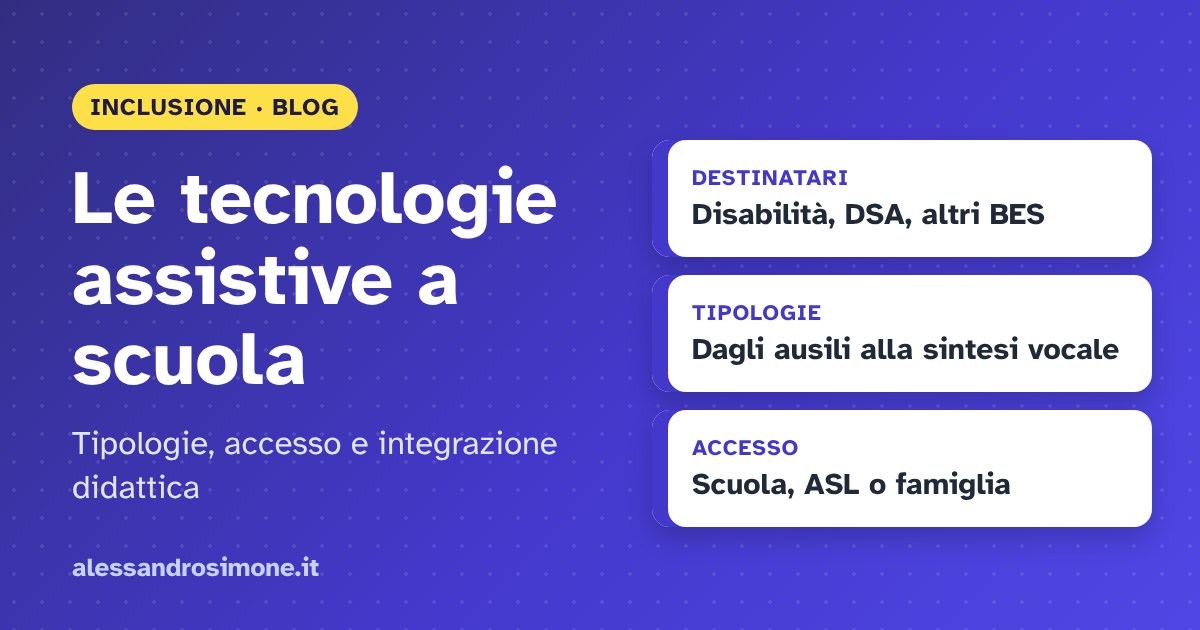 INCLUSIONE · BLOG
Le tecnologie
assistive a
scuola
Tipologie, accesso e integrazione
didattica
alessandrosimone.it
DESTINATARI
Disabilità, DSA, altri BES
TIPOLOGIE
Dagli ausili alla sintesi vocale
ACCESSO
Scuola, ASL o famiglia